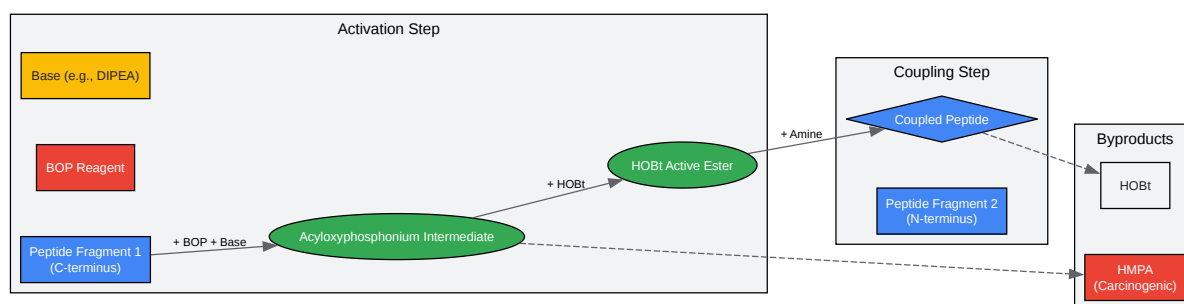 Activation Step
Base (e.g., DIPEA)
BOP Reagent
Peptide Fragment 1
(C-terminus)
+ BOP + Base
Acyloxyphosphonium Intermediate
+ HOBt
HOBt Active Ester
+ Amine
Coupling Step
Coupled Peptide
Peptide Fragment 2
(N-terminus)
Byproducts
HOBt
HMPA
(Carcinogenic)